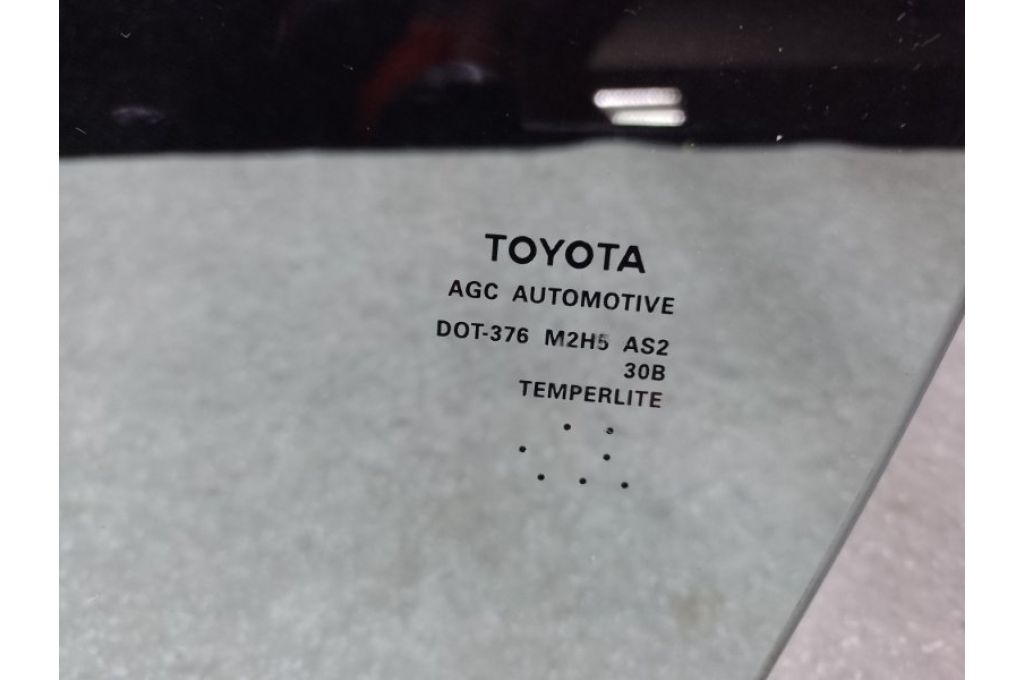 TOYOTA
AGC AUTOMOTIVE
DOT-376 M2H5 AS2
30B
TEMPERLITE